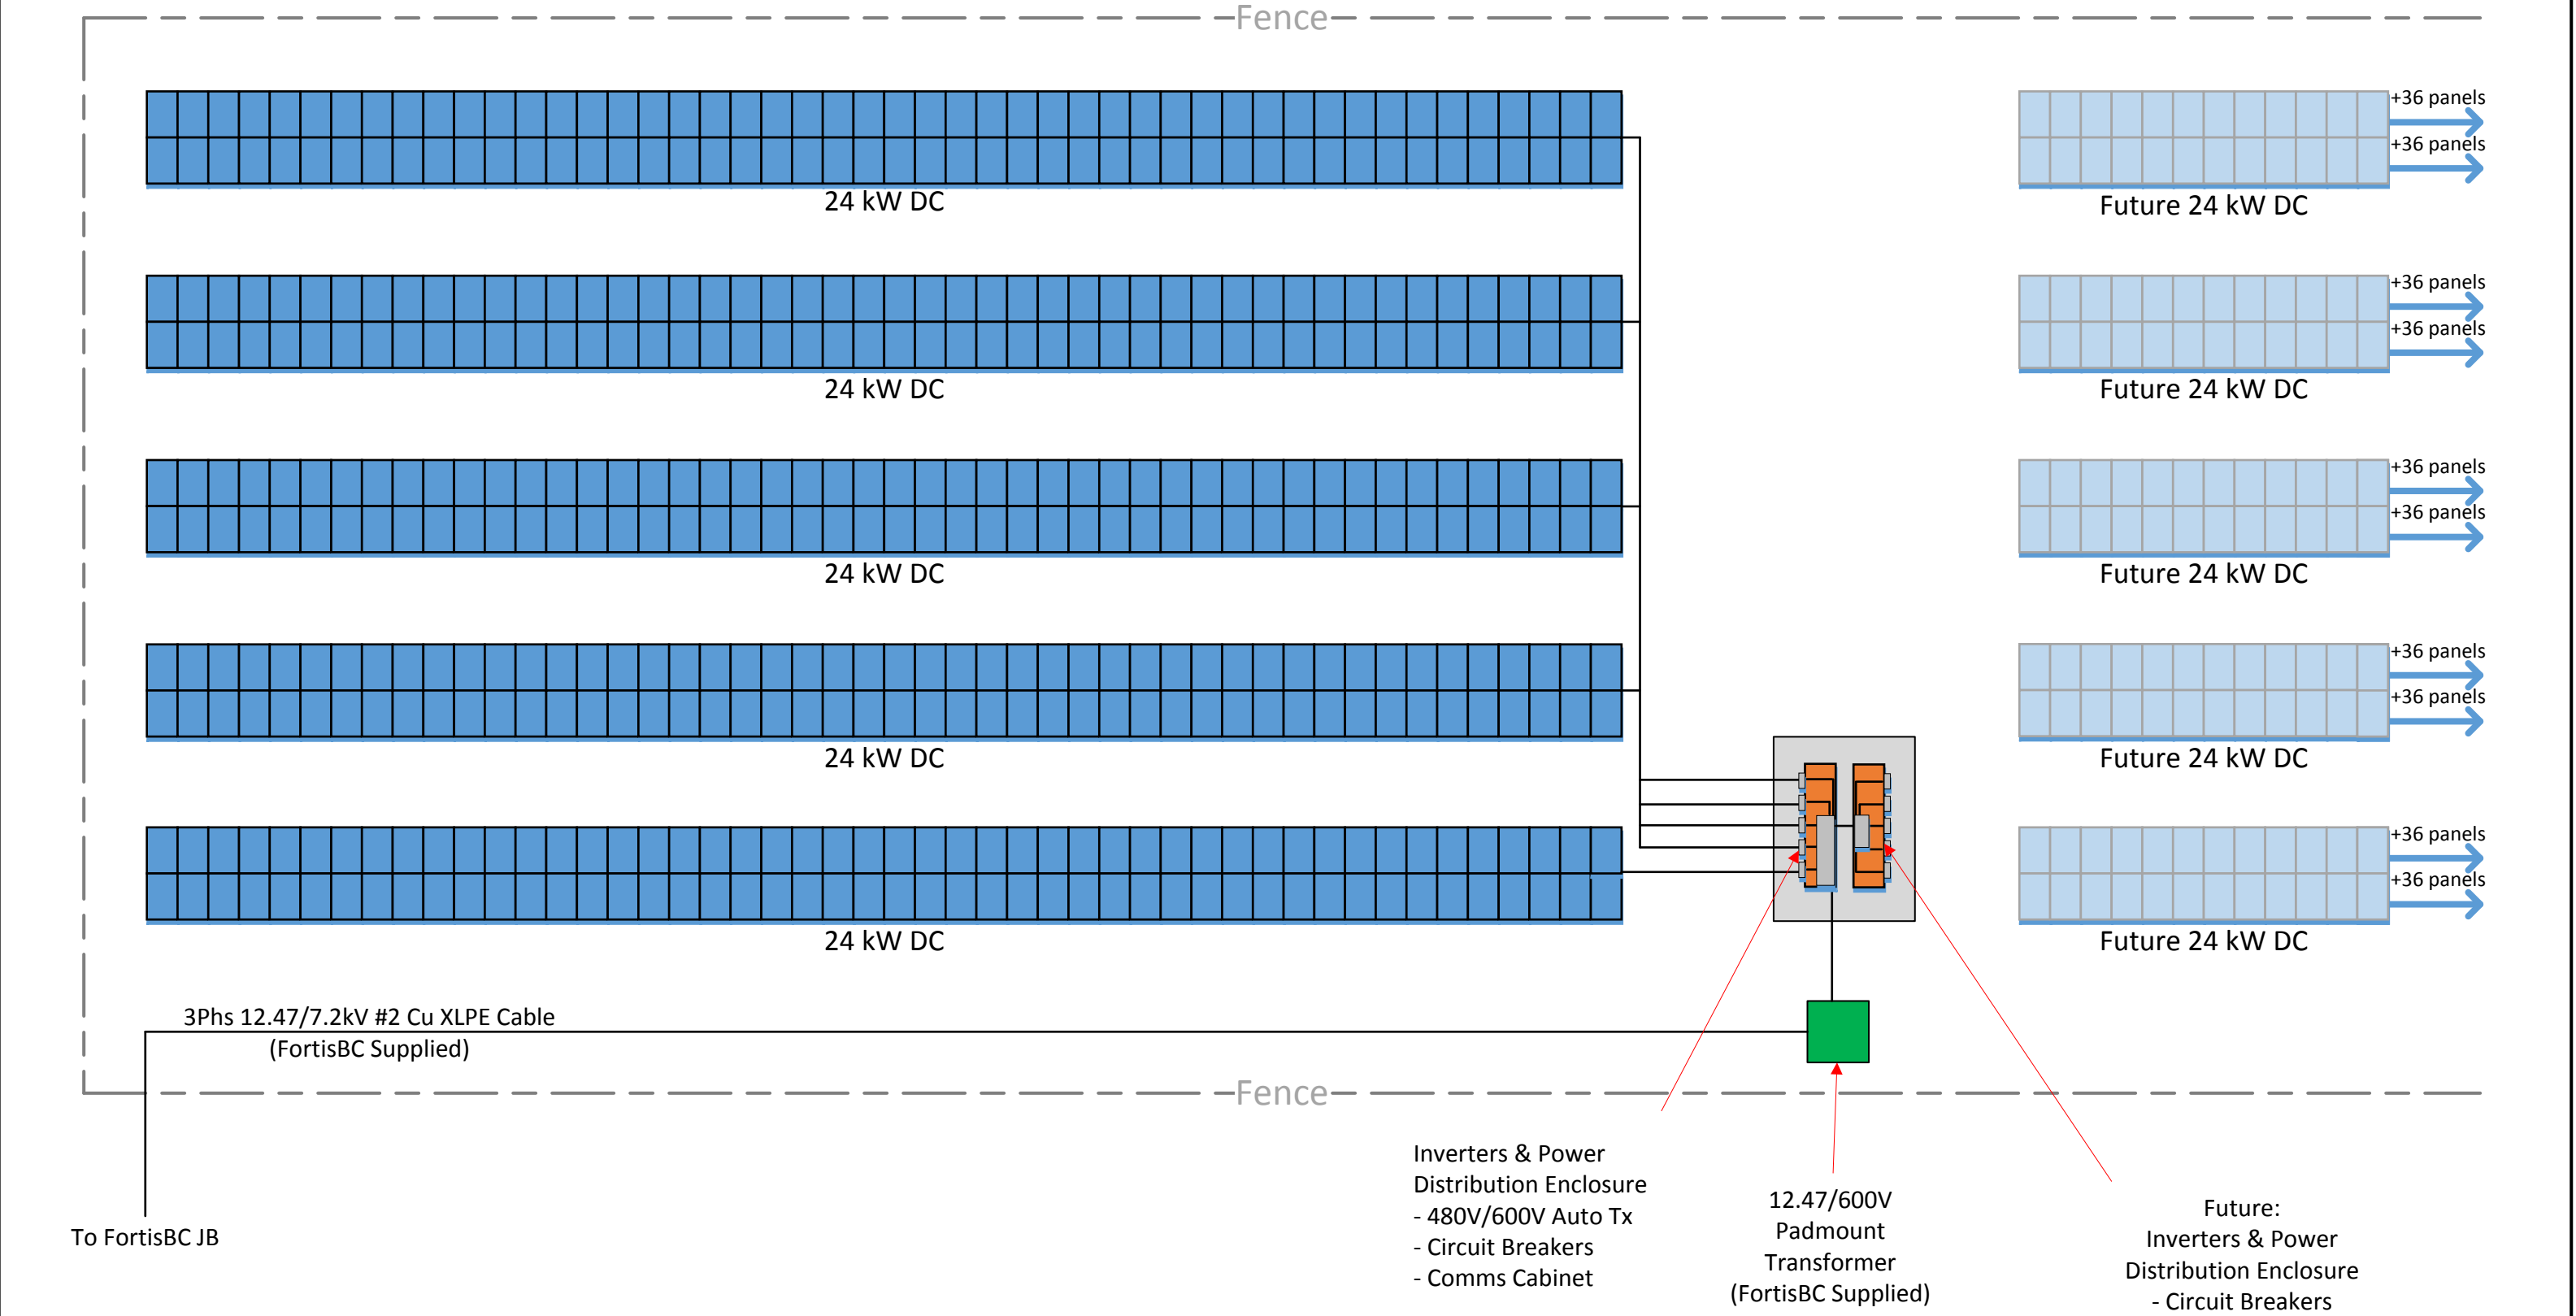 Fence
+36 panels
+36 panels
24 kW DC
Future 24 kW DC
+36 panels
+36 panels
24 kW DC
Future 24 kW DC
+36 panels
+36 panels
24 kW DC
Future 24 kW DC
+36 panels
+36 panels
24 kW DC
Future 24 kW DC
+36 panels
+36 panels
24 kW DC
Future 24 kW DC
3Phs 12.47/7.2kV #2 Cu XLPE Cable
(FortisBC Supplied)
Fence
To FortisBC JB
Inverters & Power
Distribution Enclosure
- 480V/600V Auto Tx
- Circuit Breakers
- Comms Cabinet
12.47/600V
Padmount
Transformer
(FortisBC Supplied)
Future:
Inverters & Power
Distribution Enclosure
- Circuit Breakers